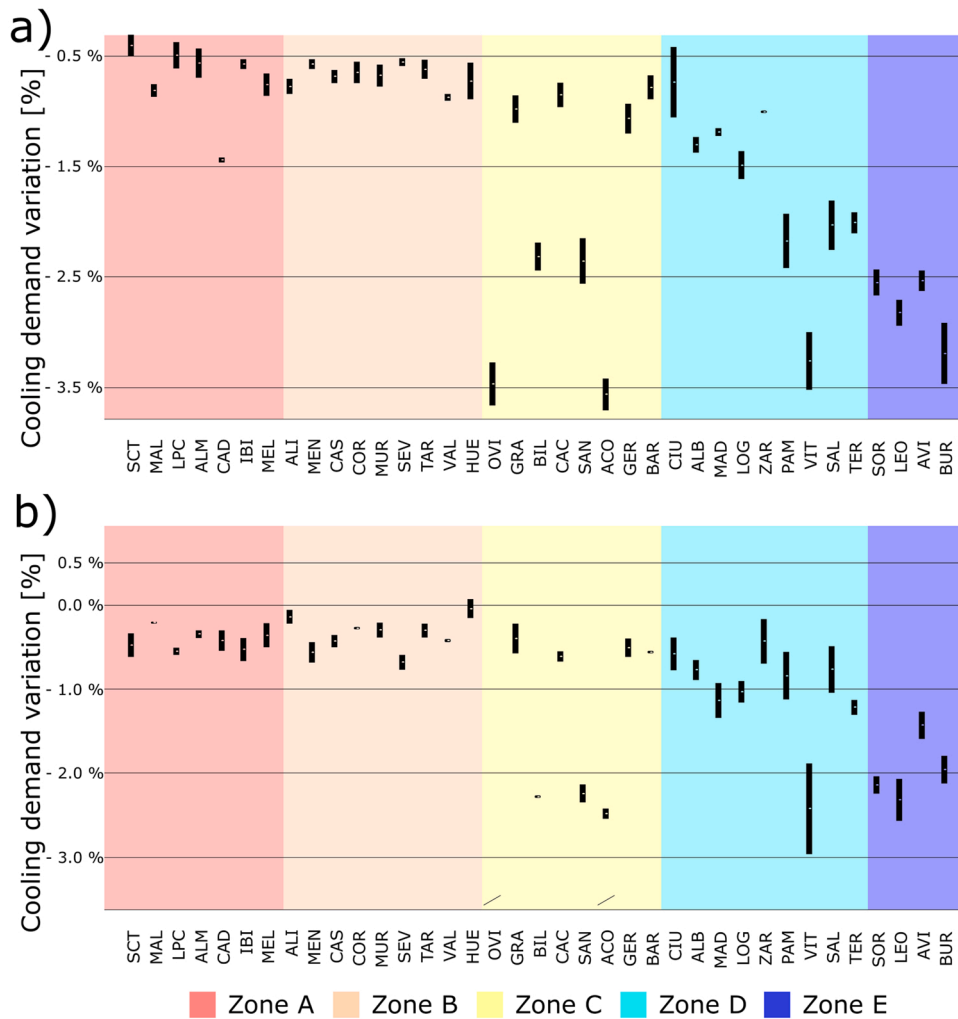 a)
Cooling demand variation [%]
- 0.5 %
- 1.5 %
- 2.5 %
- 3.5 %
SCT MAL LPC ALM CAD IBI MEL ALI MEN CAS COR MUR SEV TAR VAL HUE OVI GRA BIL CAC SAN ACO GER BAR CIU ALB MAD LOG ZAR PAM VIT SAL TER SOR LEO AVI BUR
b)
Cooling demand variation [%]
0.5 %
0.0 %
- 1.0 %
- 2.0 %
- 3.0 %
SCT MAL LPC ALM CAD IBI MEL ALI MEN CAS COR MUR SEV TAR VAL HUE OVI GRA BIL CAC SAN ACO GER BAR CIU ALB MAD LOG ZAR PAM VIT SAL TER SOR LEO AVI BUR
Zone A Zone B Zone C Zone D Zone E